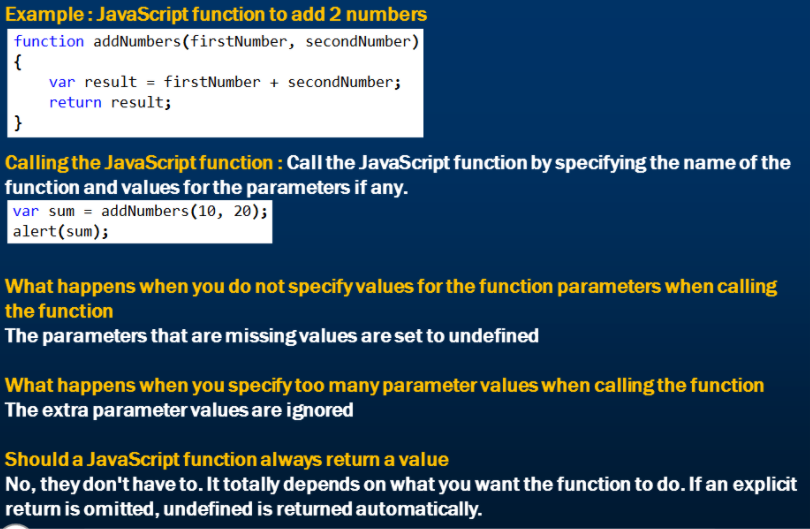 Example : JavaScript function to add 2 numbers
function addNumbers(firstNumber, secondNumber)
{
    var result = firstNumber + secondNumber;
    return result;
}
Calling the JavaScript function : Call the JavaScript function by specifying the name of the
function and values for the parameters if any.
var sum = addNumbers(10, 20);
alert(sum);
What happens when you do not specify values for the function parameters when calling
the function
The parameters that are missing values are set to undefined
What happens when you specify too many parameter values when calling the function
The extra parameter values are ignored
Should a JavaScript function always return a value
No, they don't have to. It totally depends on what you want the function to do. If an explicit
return is omitted, undefined is returned automatically.